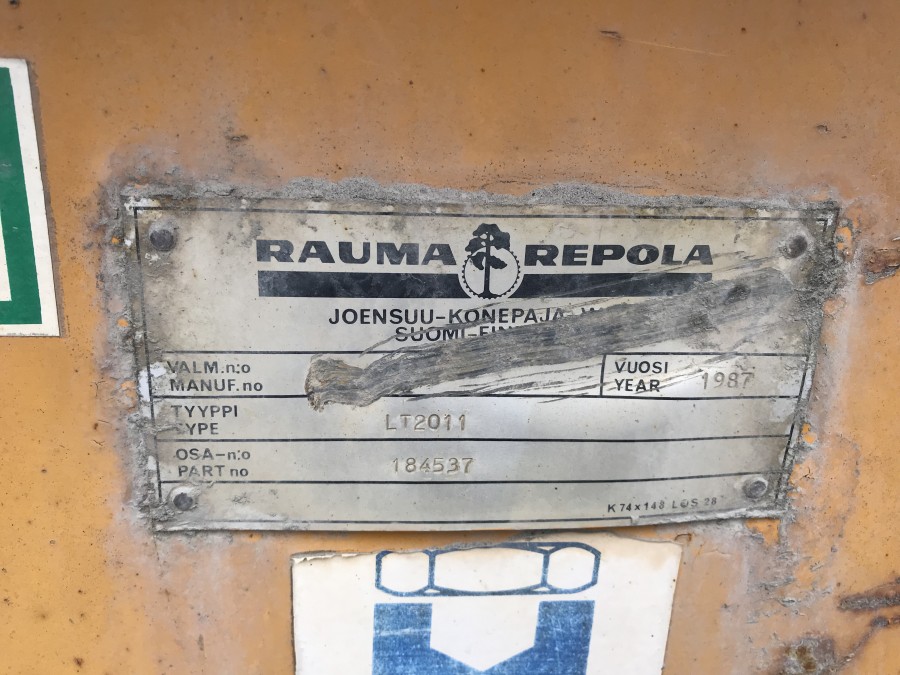 RAUMA REPOLA
JOENSUU-KONEPAJA-W
SUOMI-FIN
VALM.n:o
MANUF.no
VUOSI
YEAR 1987
TYYPPI
YPE LT2011
OSA-n:o
PART no 184537
K 74x148 LOS 28